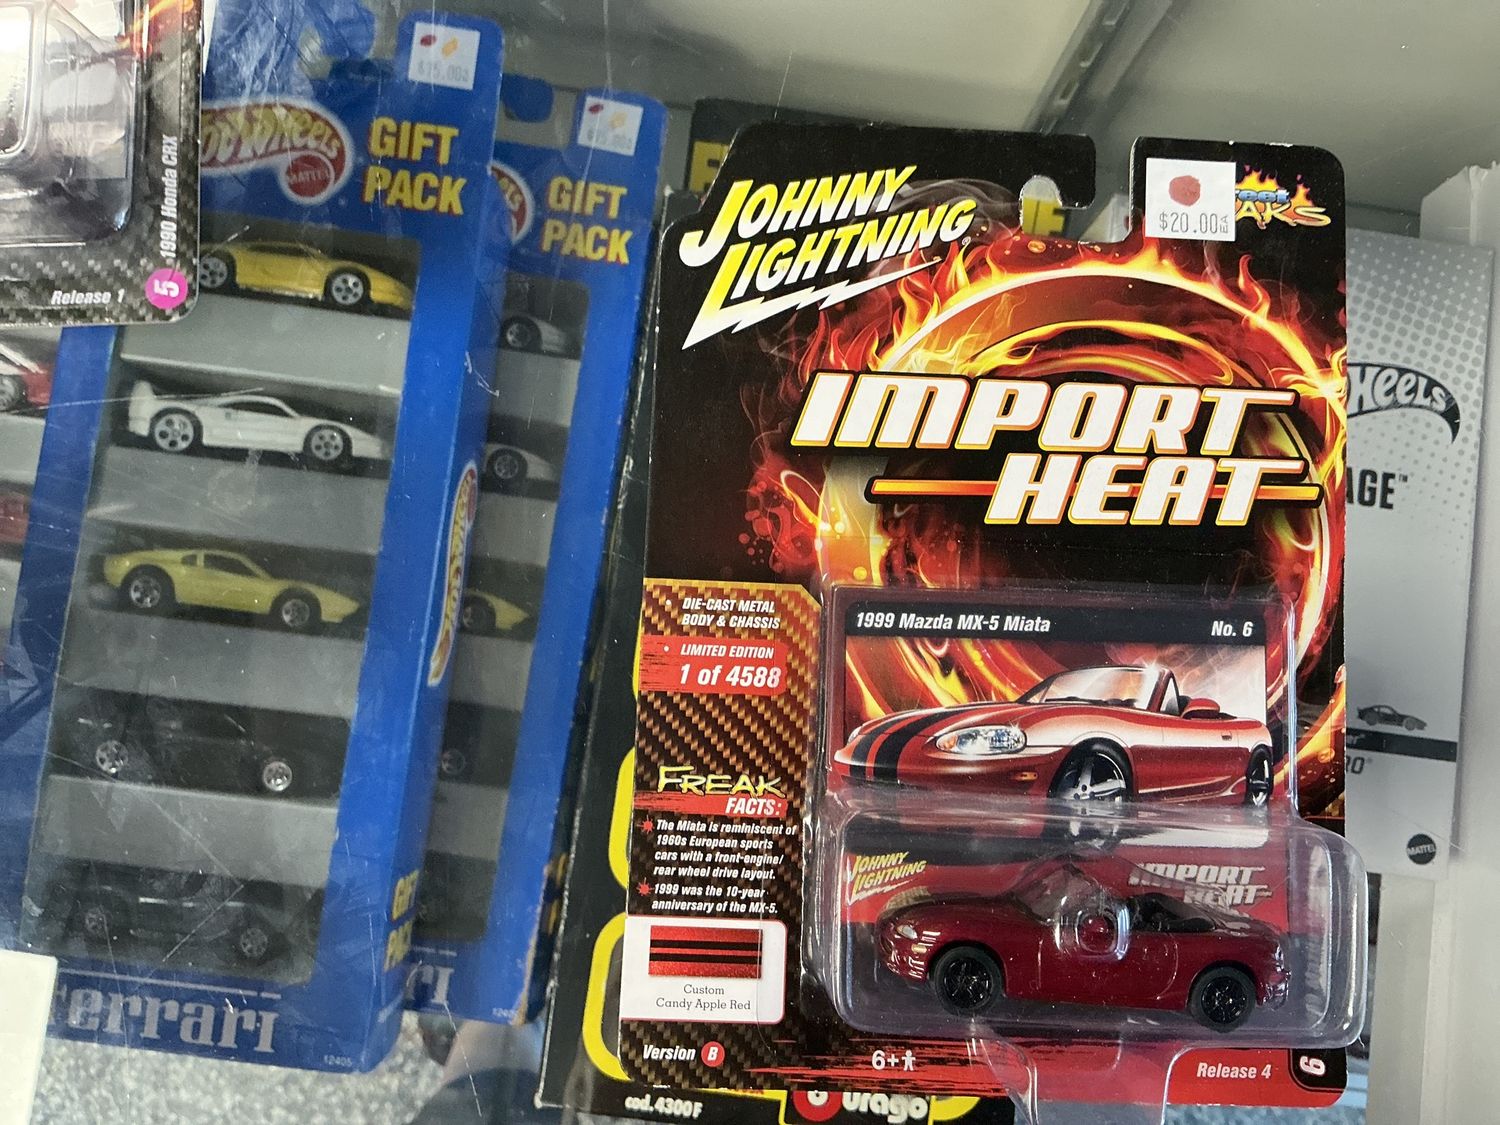 1990 Honda CRX
Release 1
5
Hot Wheels
MATTEL
GIFT
PACK
$15.00
Ferrari
12405
GIFT
PACK
JOHNNY
LIGHTNING
$20.00 EA
IMPORT
HEAT
DIE-CAST METAL
BODY & CHASSIS
LIMITED EDITION
1 of 4588
1999 Mazda MX-5 Miata
No. 6
FREAK
FACTS:
The Miata is reminiscent of
1960s European sports
cars with a front-engine/
rear wheel drive layout.
1999 was the 10-year
anniversary of the MX-5.
Custom
Candy Apple Red
Version B
6+
Release 4
6
JOHNNY
LIGHTNING
IMPORT
HEAT
cod. 4300F
Burago
MATTEL